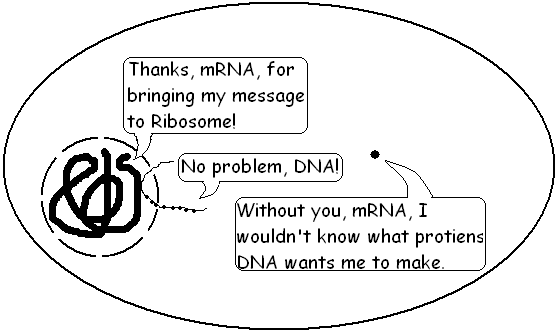 Thanks, mRNA, for
bringing my message
to Ribosome!
No problem, DNA!
Without you, mRNA, I
wouldn't know what protiens
DNA wants me to make.